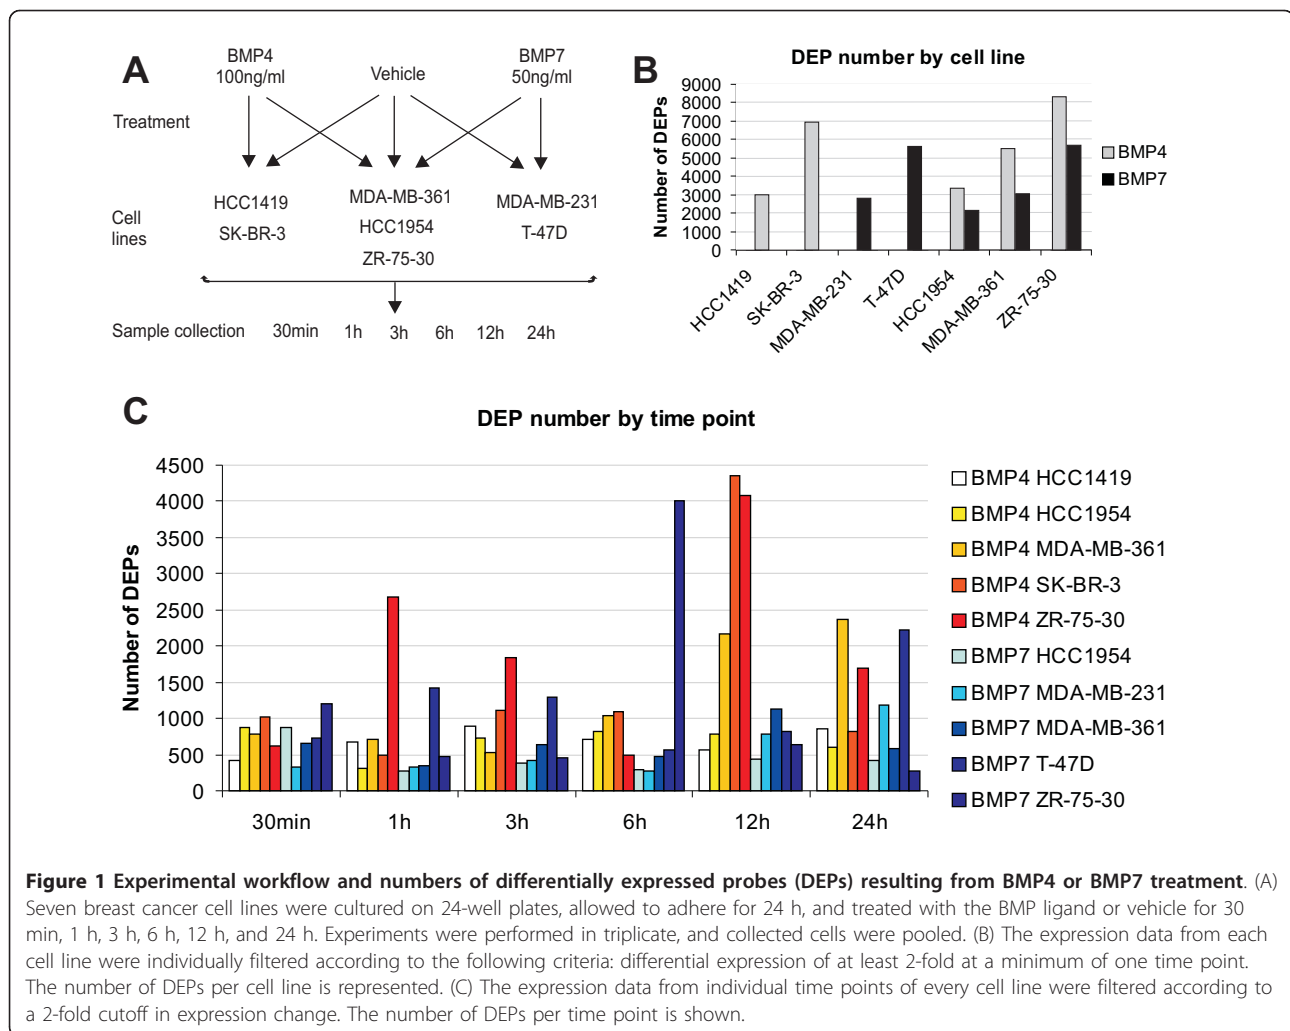 A
BMP4
100ng/ml
Vehicle
BMP7
50ng/ml
Treatment
Cell
lines
HCC1419
SK-BR-3
MDA-MB-361
HCC1954
ZR-75-30
MDA-MB-231
T-47D
Sample collection 30min 1h 3h 6h 12h 24h
B
DEP number by cell line
Number of DEPs
9000
8000
7000
6000
5000
4000
3000
2000
1000
0
HCC1419
SK-BR-3
MDA-MB-231
T-47D
HCC1954
MDA-MB-361
ZR-75-30
BMP4
BMP7
C
DEP number by time point
Number of DEPs
4500
4000
3500
3000
2500
2000
1500
1000
500
0
30min 1h 3h 6h 12h 24h
BMP4 HCC1419
BMP4 HCC1954
BMP4 MDA-MB-361
BMP4 SK-BR-3
BMP4 ZR-75-30
BMP7 HCC1954
BMP7 MDA-MB-231
BMP7 MDA-MB-361
BMP7 T-47D
BMP7 ZR-75-30
Figure 1 Experimental workflow and numbers of differentially expressed probes (DEPs) resulting from BMP4 or BMP7 treatment. (A)
Seven breast cancer cell lines were cultured on 24-well plates, allowed to adhere for 24 h, and treated with the BMP ligand or vehicle for 30
min, 1 h, 3 h, 6 h, 12 h, and 24 h. Experiments were performed in triplicate, and collected cells were pooled. (B) The expression data from each
cell line were individually filtered according to the following criteria: differential expression of at least 2-fold at a minimum of one time point.
The number of DEPs per cell line is represented. (C) The expression data from individual time points of every cell line were filtered according to
a 2-fold cutoff in expression change. The number of DEPs per time point is shown.